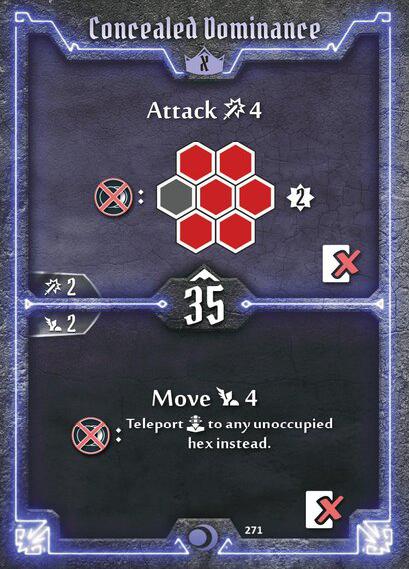 Concealed Dominance
X
Attack 4
:
2
2
35
2
Move 4
: Teleport to any unoccupied
hex instead.
271